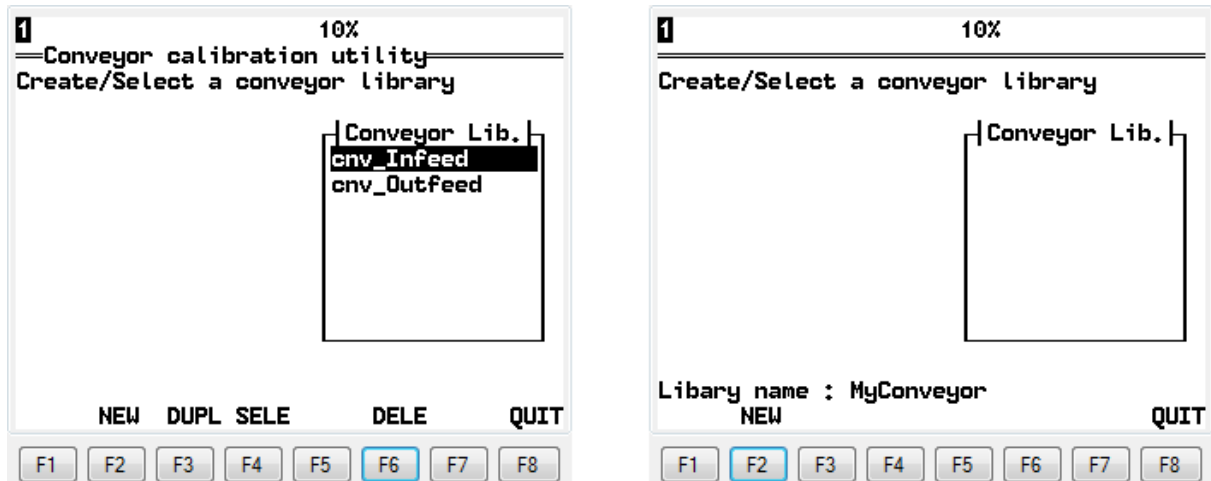 1 10%
Conveyor calibration utility
Create/Select a conveyor library
Conveyor Lib.
cnv_Infeed
cnv_Outfeed
NEW DUPL SELE DELE QUIT
F1 F2 F3 F4 F5 F6 F7 F8
1 10%
Create/Select a conveyor library
Conveyor Lib.
Libary name : MyConveyor
NEW QUIT
F1 F2 F3 F4 F5 F6 F7 F8